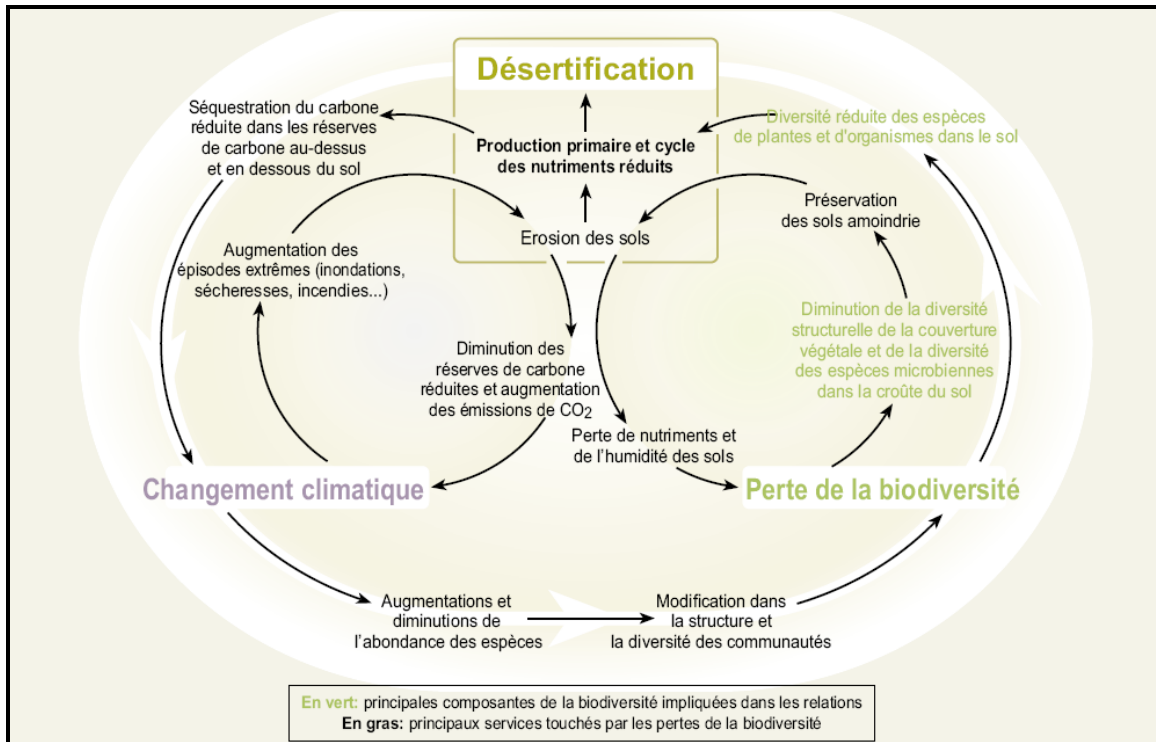 Désertification
Séquestration du carbone
réduite dans les réserves
de carbone au-dessus
et en dessous du sol
Production primaire et cycle
des nutriments réduits
Diversité réduite des espèces
de plantes et d'organismes dans le sol
Préservation
des sols amoindrie
Erosion des sols
Augmentation des
épisodes extrêmes (inondations,
sécheresses, incendies...)
Diminution de la diversité
structurelle de la couverture
végétale et de la diversité
des espèces microbiennes
dans la croûte du sol
Diminution des
réserves de carbone
réduites et augmentation
des émissions de CO2
Perte de nutriments et
de l'humidité des sols
Changement climatique
Perte de la biodiversité
Augmentations et
diminutions de
l'abondance des espèces
Modification dans
la structure et
la diversité des communautés
En vert: principales composantes de la biodiversité impliquées dans les relations
En gras: principaux services touchés par les pertes de la biodiversité